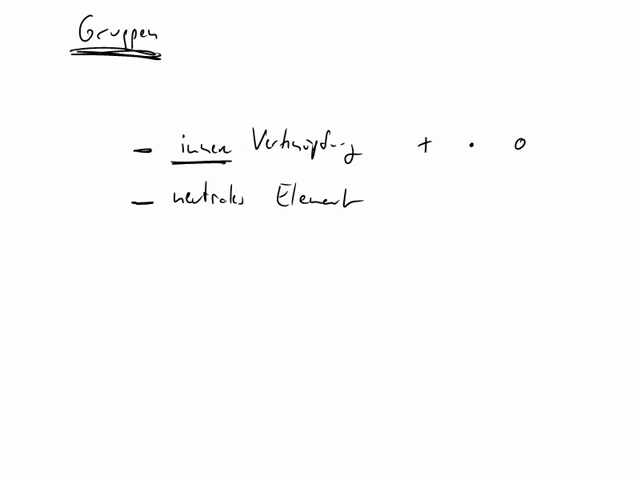 Gruppen
- innere Verknüpfung + · ∘
- neutrales Element